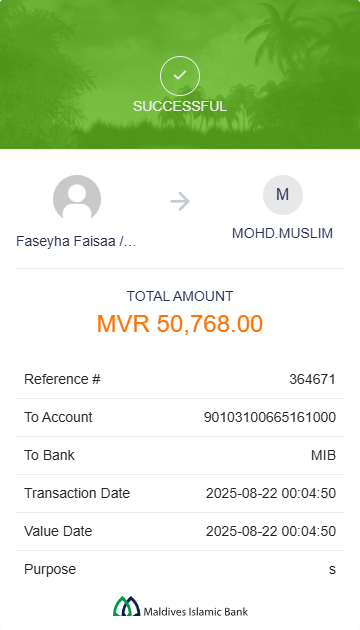 SUCCESSFUL
M
Faseyha Faisaa /...
MOHD.MUSLIM
TOTAL AMOUNT
MVR 50,768.00
Reference # 364671
To Account 90103100665161000
To Bank MIB
Transaction Date 2025-08-22 00:04:50
Value Date 2025-08-22 00:04:50
Purpose s
Maldives Islamic Bank